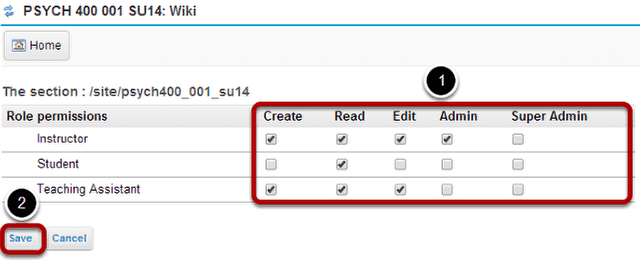 PSYCH 400 001 SU14: Wiki
Home
1
The section : /site/psych400_001_su14
Role permissions Create Read Edit Admin Super Admin
Instructor
Student
Teaching Assistant
2
Save Cancel